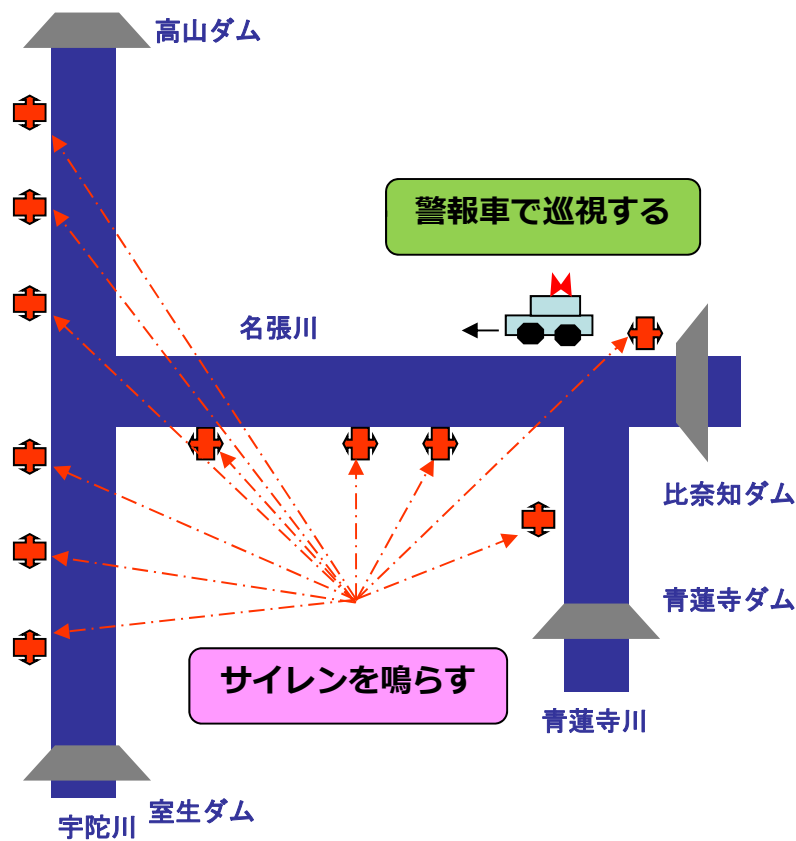 高山ダム
警報車で巡視する
名張川
比奈知ダム
青蓮寺ダム
サイレンを鳴らす
青蓮寺川
室生ダム
宇陀川